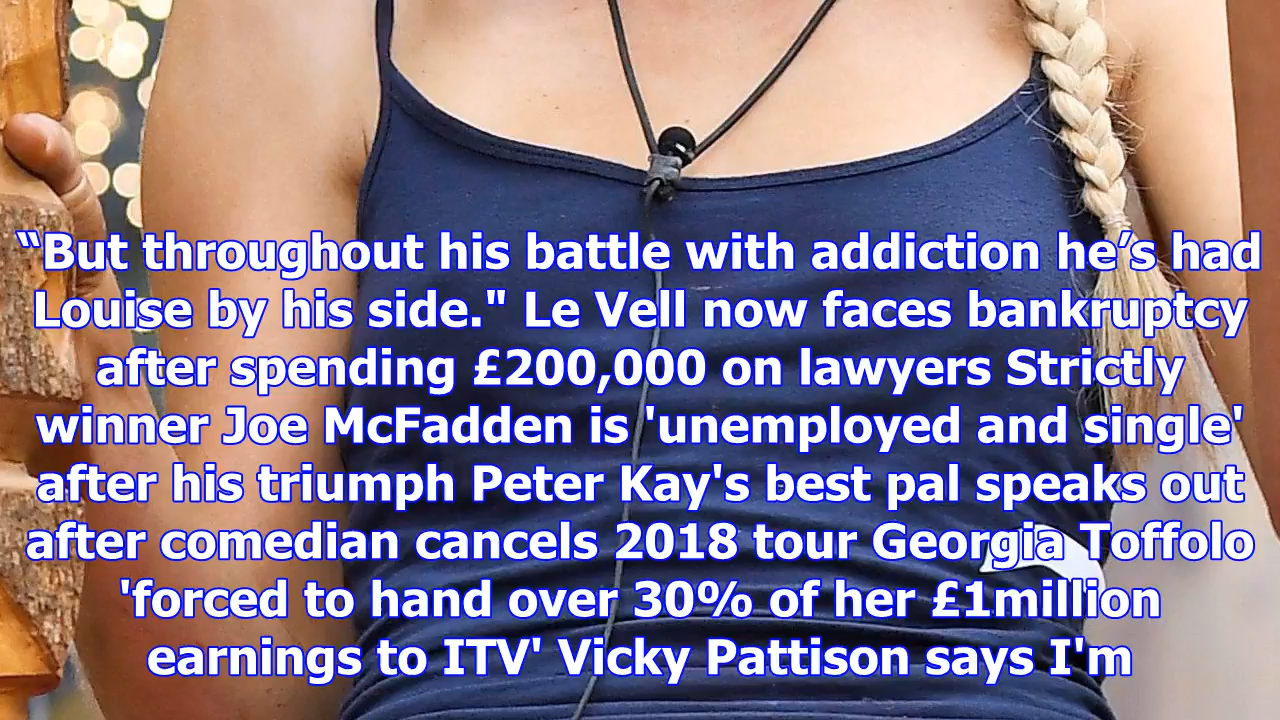 “But throughout his battle with addiction he’s had
Louise by his side." Le Vell now faces bankruptcy
after spending £200,000 on lawyers Strictly
winner Joe McFadden is 'unemployed and single'
after his triumph Peter Kay's best pal speaks out
after comedian cancels 2018 tour Georgia Toffolo
'forced to hand over 30% of her £1million
earnings to ITV' Vicky Pattison says I'm